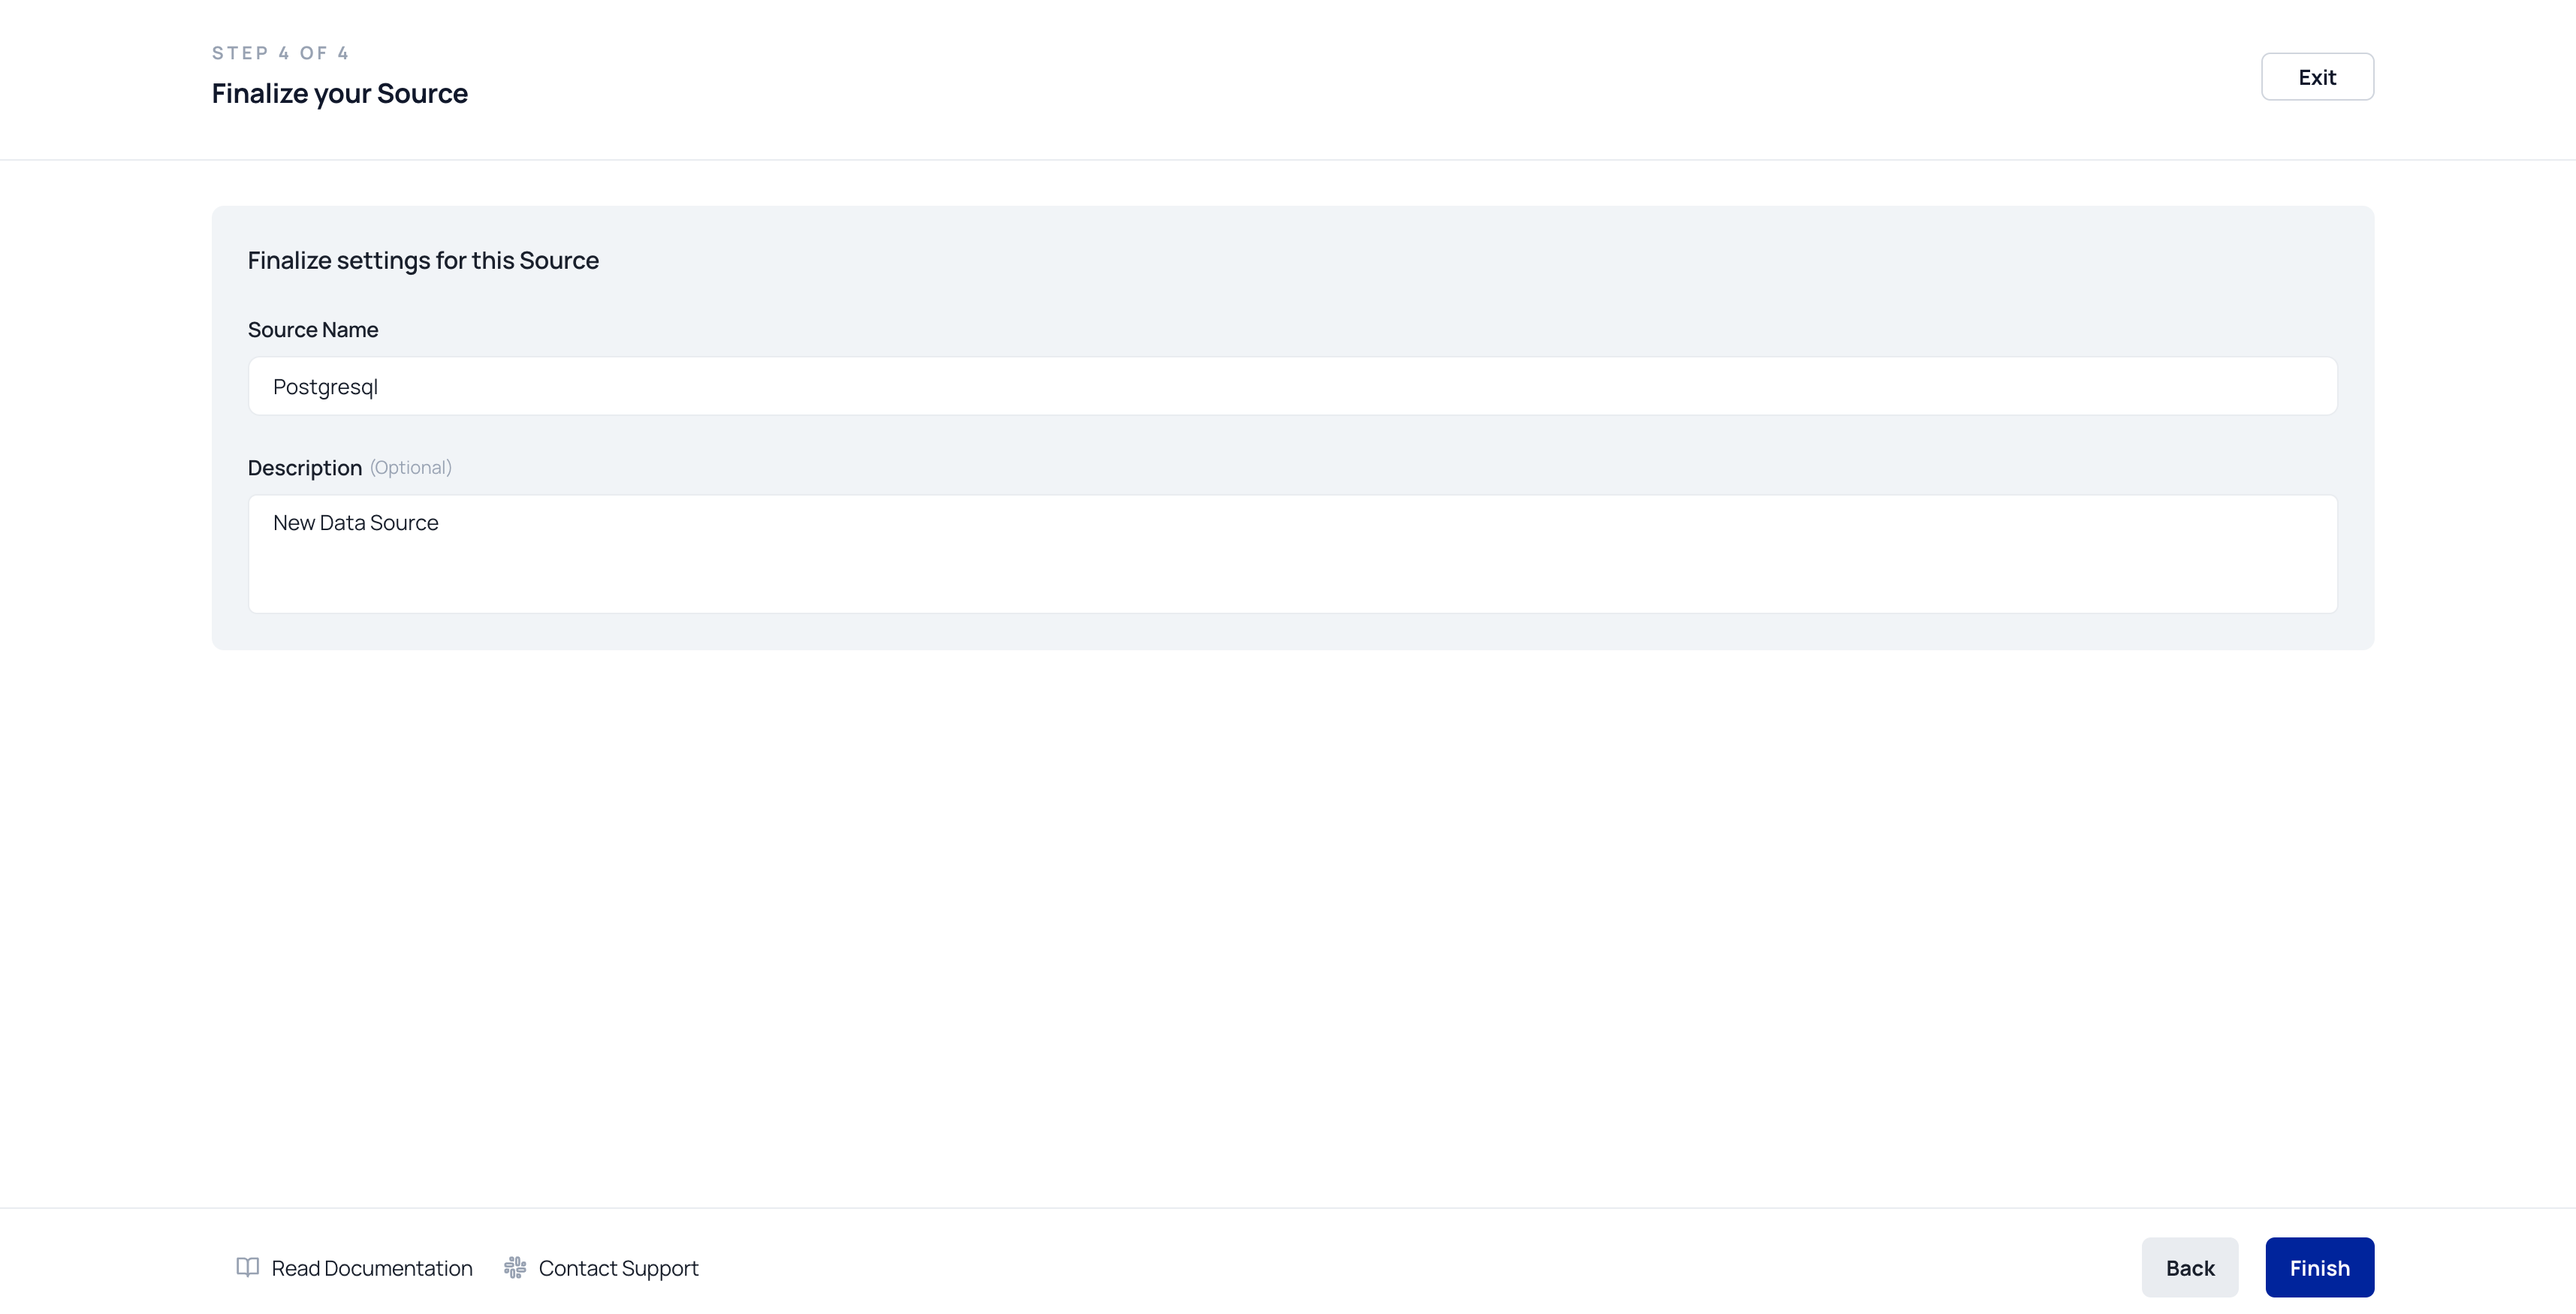 STEP 4 OF 4
Finalize your Source
Exit
Finalize settings for this Source
Source Name
Postgresql
Description (Optional)
New Data Source
Read Documentation
Contact Support
Back
Finish